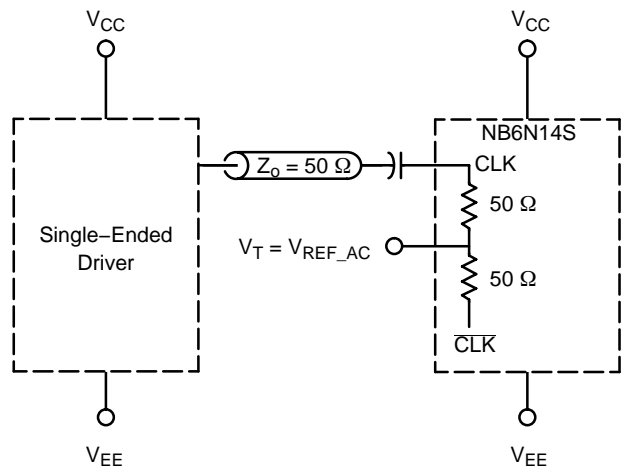 VCC
VCC
NB6N14S
Zo = 50 Ω
CLK
50 Ω
Single−Ended
Driver
VT = VREF_AC
50 Ω
CLK
VEE
VEE